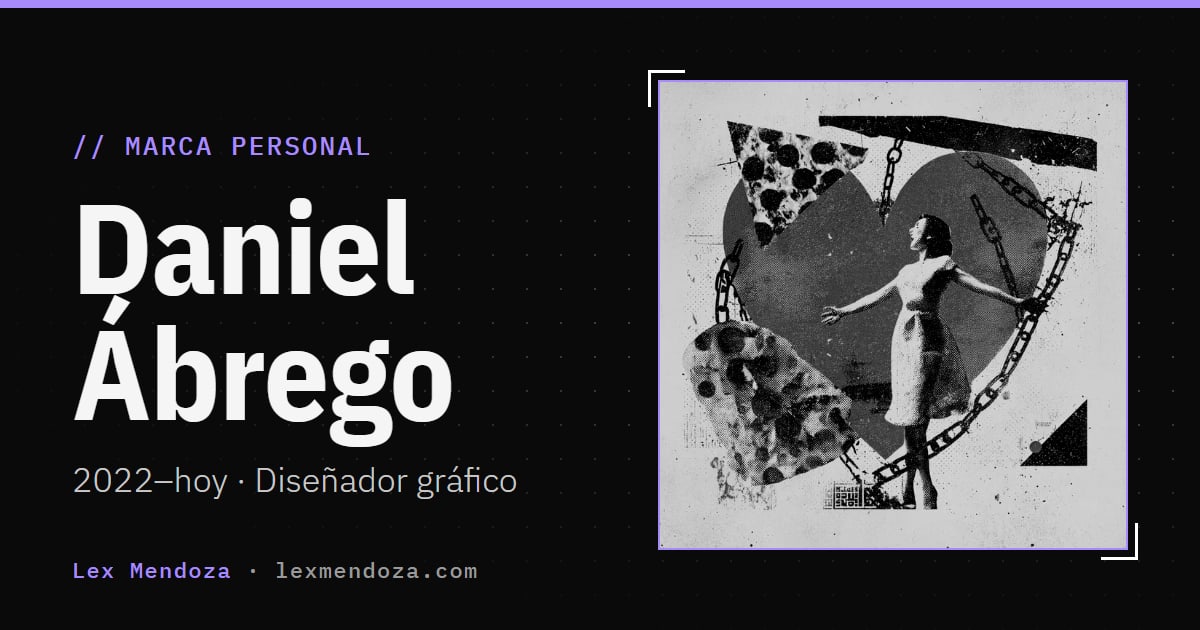 // MARCA PERSONAL
Daniel
Ábrego
2022–hoy · Diseñador gráfico
Lex Mendoza · lexmendoza.com